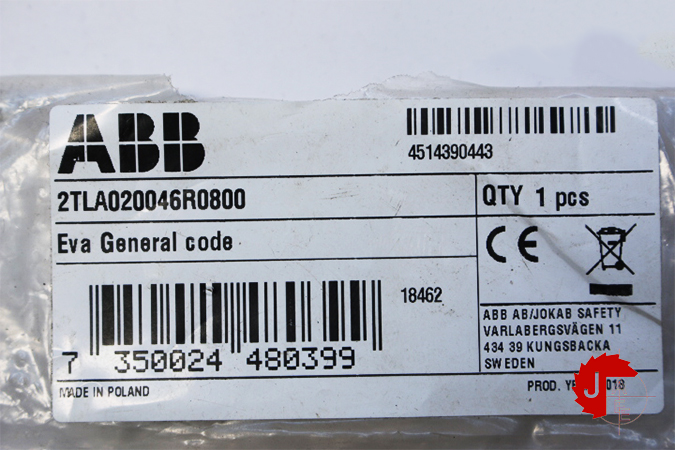 ABB
4514390443
2TLA020046R0800
QTY 1 pcs
Eva General code
CE
18462
7 350024 480399
ABB AB/JOKAB SAFETY
VARLABERGSVÄGEN 11
434 39 KUNGSBACKA
SWEDEN
MADE IN POLAND
PROD. 018
J
E